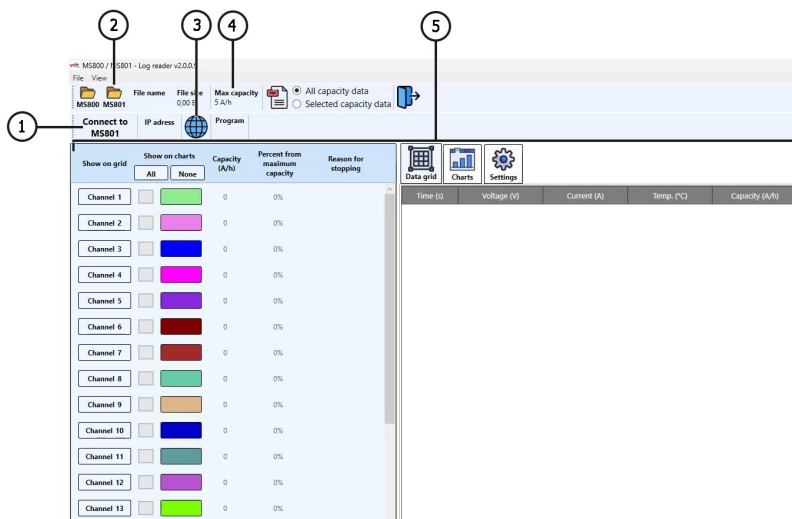 2 3 4 5
MS800 / MS801 - Log reader v2.0.0.9
File View
File name File size Max capacity All capacity data
MS800 MS801 0,00 B 5 A/h Selected capacity data
1 Connect to MS801 IP adress Program
Show on grid Show on charts Capacity (A/h) Percent from maximum capacity Reason for stopping
All None
Data grid Charts Settings
Time (s) Voltage (V) Current (A) Temp. (°C) Capacity (A/h)
Channel 1 0 0%
Channel 2 0 0%
Channel 3 0 0%
Channel 4 0 0%
Channel 5 0 0%
Channel 6 0 0%
Channel 7 0 0%
Channel 8 0 0%
Channel 9 0 0%
Channel 10 0 0%
Channel 11 0 0%
Channel 12 0 0%
Channel 13 0 0%